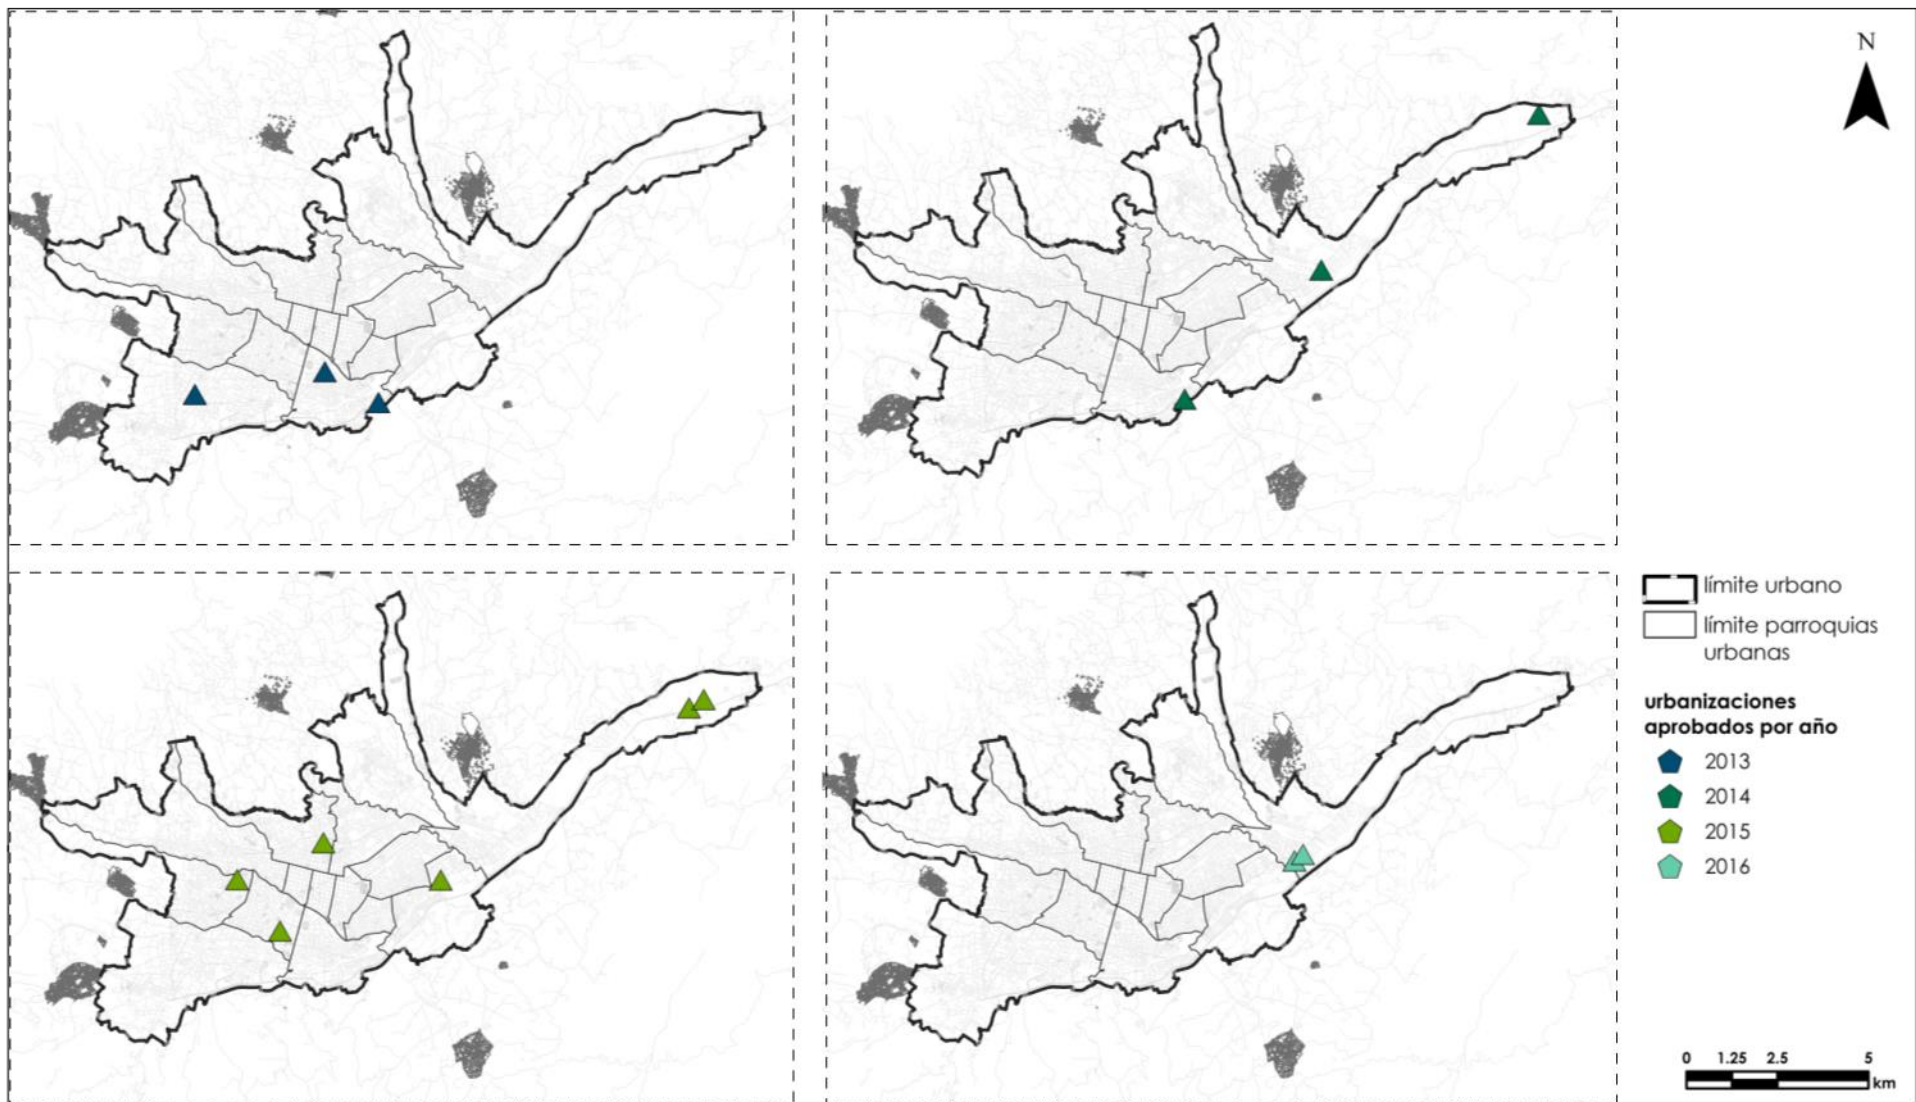 N
límite urbano
límite parroquias
urbanas
urbanizaciones
aprobados por año
2013
2014
2015
2016
0 1.25 2.5 5
km